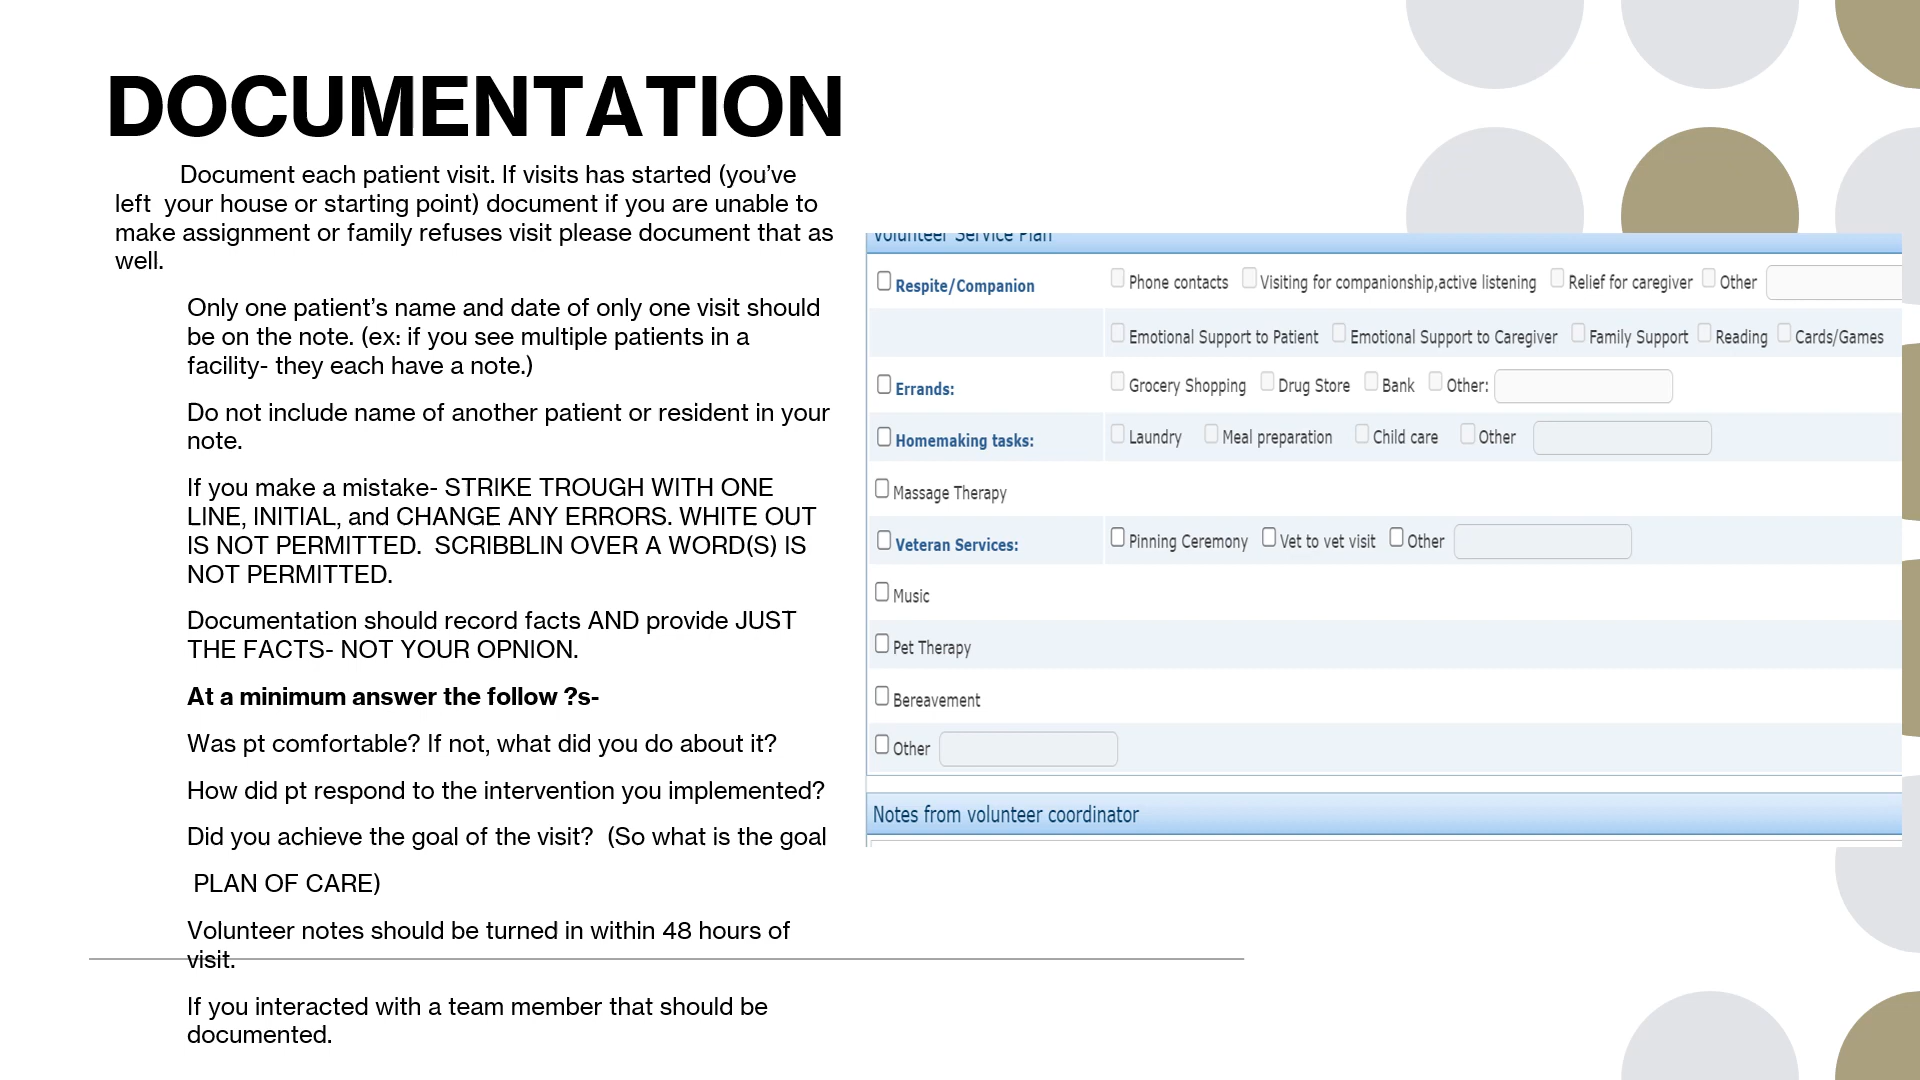 DOCUMENTATION
Document each patient visit. If visits has started (you’ve
left  your house or starting point) document if you are unable to
make assignment or family refuses visit please document that as
well.
Only one patient’s name and date of only one visit should
be on the note. (ex: if you see multiple patients in a
facility- they each have a note.)
Do not include name of another patient or resident in your
note.
If you make a mistake- STRIKE TROUGH WITH ONE
LINE, INITIAL, and CHANGE ANY ERRORS. WHITE OUT
IS NOT PERMITTED.  SCRIBBLIN OVER A WORD(S) IS
NOT PERMITTED.
Documentation should record facts AND provide JUST
THE FACTS- NOT YOUR OPNION.
At a minimum answer the follow ?s-
Was pt comfortable? If not, what did you do about it?
How did pt respond to the intervention you implemented?
Did you achieve the goal of the visit?  (So what is the goal
PLAN OF CARE)
Volunteer notes should be turned in within 48 hours of
visit.
If you interacted with a team member that should be
documented.
Volunteer Service Plan
Respite/Companion Phone contacts Visiting for companionship,active listening Relief for caregiver Other
Emotional Support to Patient Emotional Support to Caregiver Family Support Reading Cards/Games
Errands: Grocery Shopping Drug Store Bank Other:
Homemaking tasks: Laundry Meal preparation Child care Other
Massage Therapy
Veteran Services: Pinning Ceremony Vet to vet visit Other
Music
Pet Therapy
Bereavement
Other
Notes from volunteer coordinator